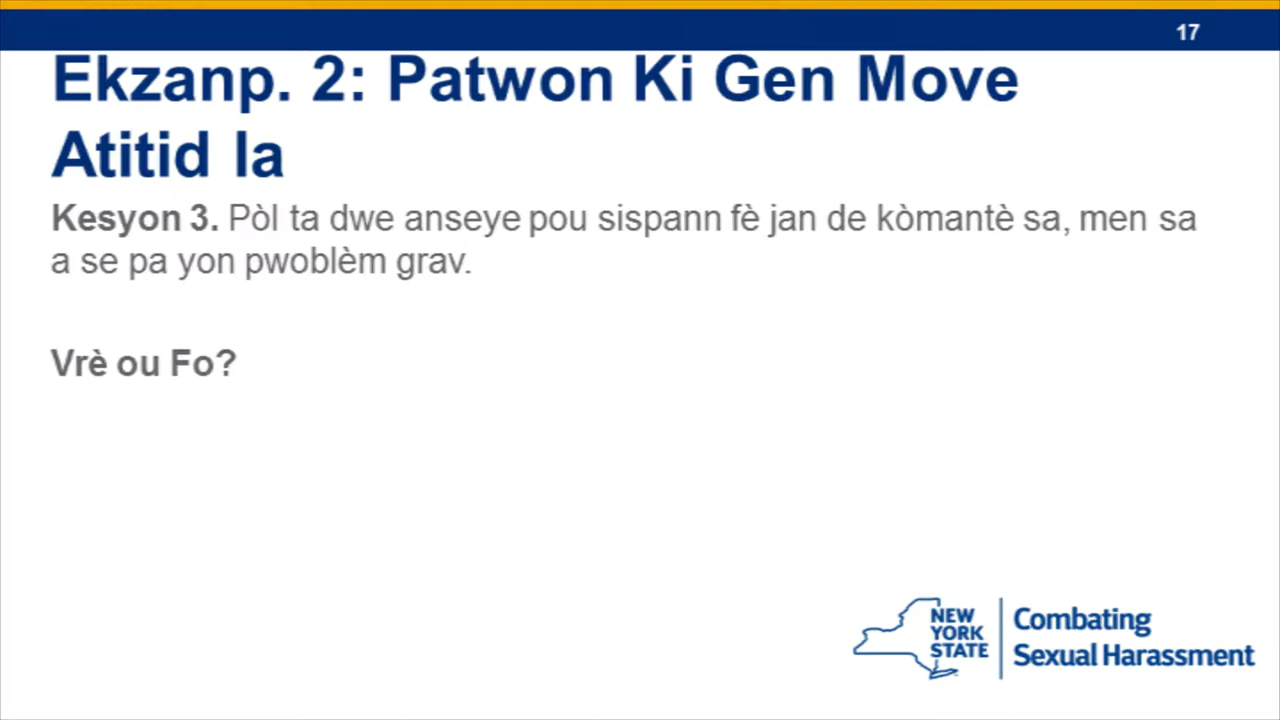 17
Ekzanp. 2: Patwon Ki Gen Move
Atitid la
Kesyon 3. Pòl ta dwe anseye pou sispann fè jan de kòmantè sa, men sa
a se pa yon pwoblèm grav.
Vrè ou Fo?
NEW
YORK
STATE
Combating
Sexual Harassment